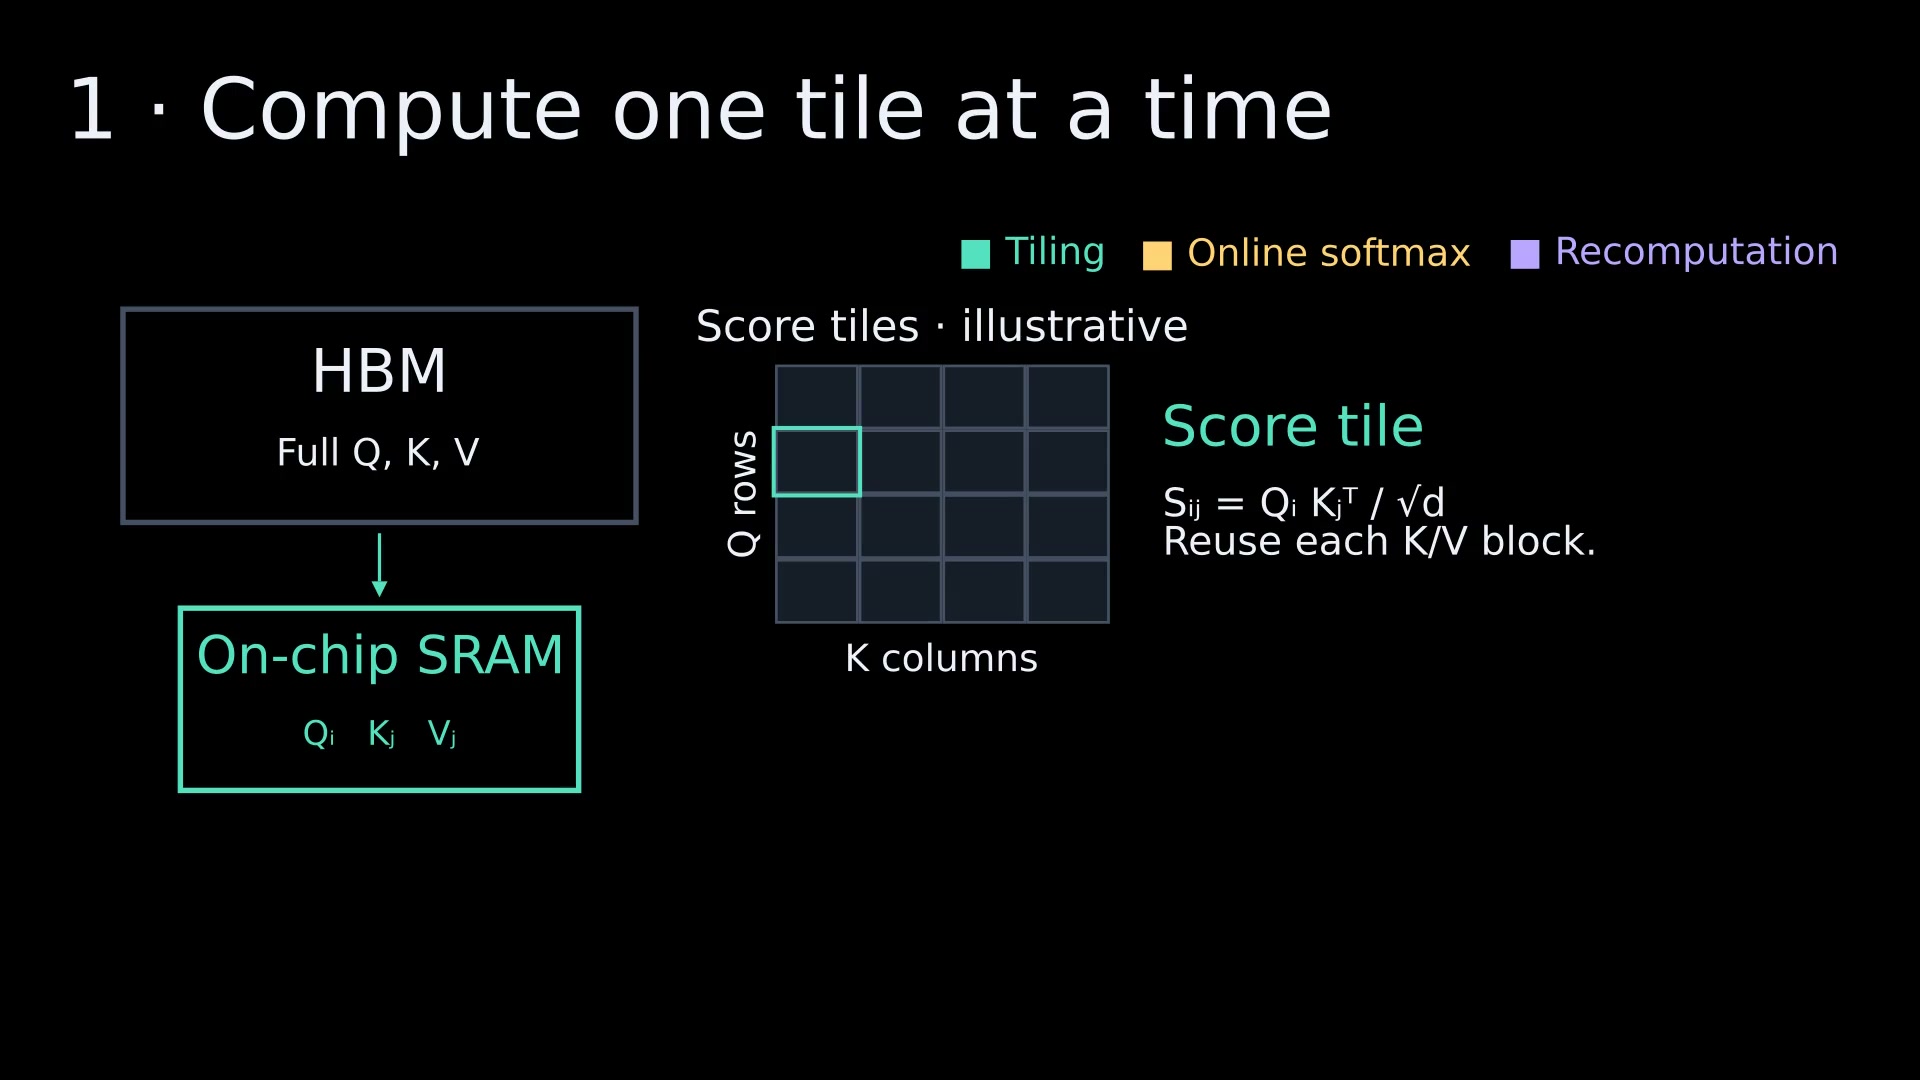 1 · Compute one tile at a time
■ Tiling ■ Online softmax ■ Recomputation
HBM
Full Q, K, V
On-chip SRAM
Qᵢ Kⱼ Vⱼ
Score tiles · illustrative
Q rows
K columns
Score tile
Sᵢⱼ = Qᵢ Kⱼᵀ / √d
Reuse each K/V block.